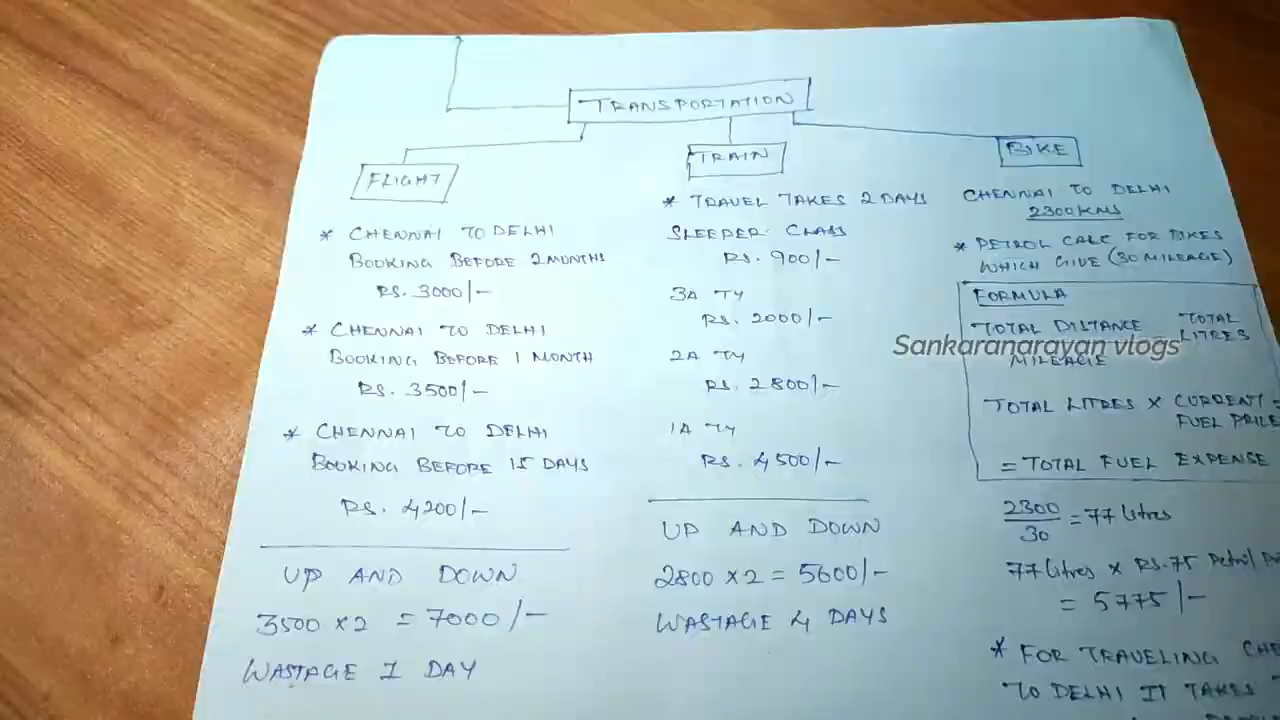 TRANSPORTATION
FLIGHT
* CHENNAI TO DELHI
BOOKING BEFORE 2 MONTHS
RS. 3000/-
* CHENNAI TO DELHI
BOOKING BEFORE 1 MONTH
RS. 3500/-
* CHENNAI TO DELHI
BOOKING BEFORE 15 DAYS
RS. 4200/-
UP AND DOWN
3500 x 2 = 7000/-
WASTAGE 1 DAY
TRAIN
* TRAVEL TAKES 2 DAYS
SLEEPER CLASS
RS. 900/-
3A TY
RS. 2000/-
2A TY
RS. 2800/-
1A TY
RS. 4500/-
UP AND DOWN
2800 x 2 = 5600/-
WASTAGE 4 DAYS
BIKE
CHENNAI TO DELHI
2300 KMS
* PETROL CALC FOR BIKES
WHICH GIVE (30 MILEAGE)
FORMULA
TOTAL DISTANCE TOTAL
LITRES
MILEAGE
TOTAL LITRES x CURRENT =
FUEL PRICE
= TOTAL FUEL EXPENSE
2300
30
= 77 Litres
77 Litres x RS. 75 Petrol
= 5775/-
* FOR TRAVELING
TO DELHI IT TAKES
Sankaranarayan vlogs